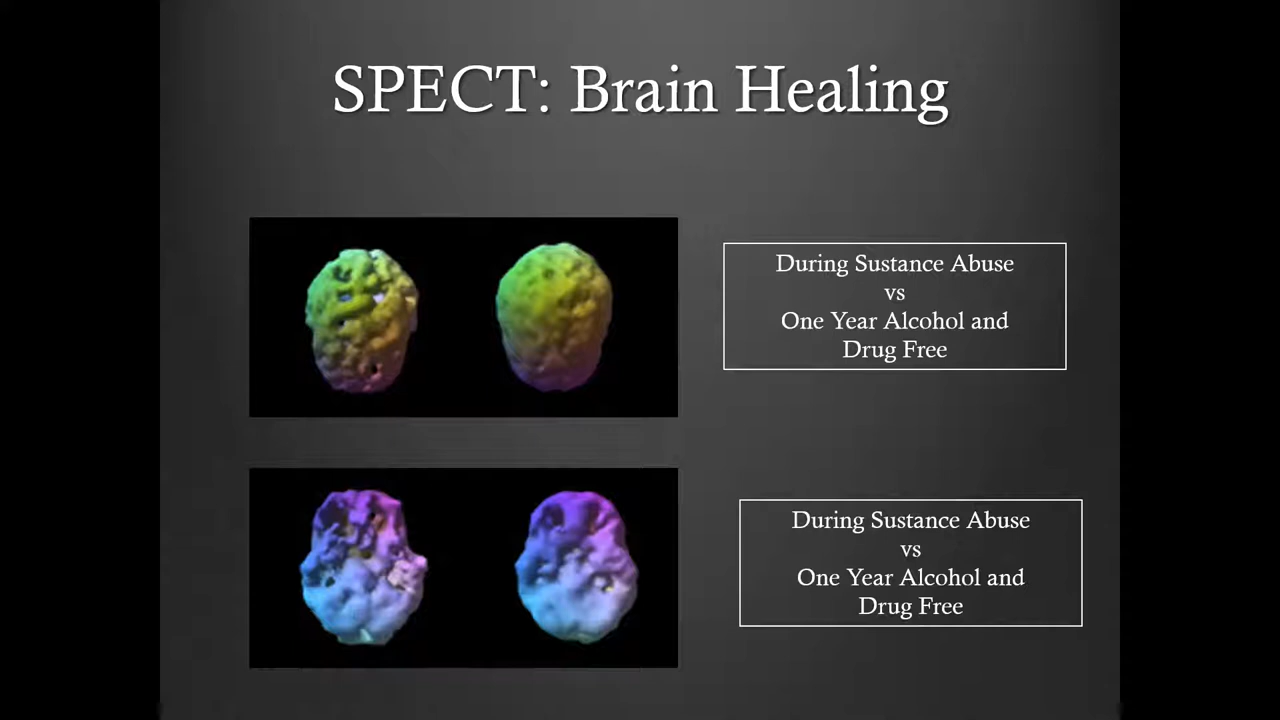 SPECT: Brain Healing
During Sustance Abuse
vs
One Year Alcohol and
Drug Free
During Sustance Abuse
vs
One Year Alcohol and
Drug Free